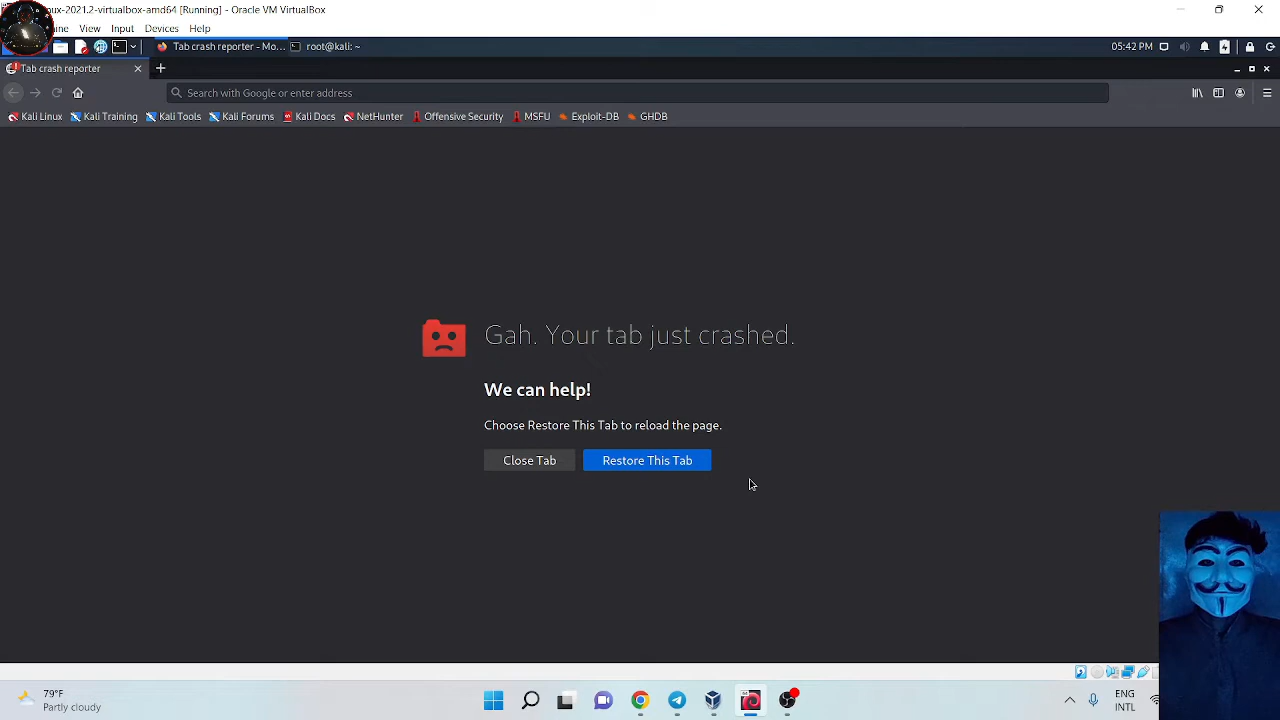 nux-2021.2-virtualbox-amd64 [Running] - Oracle VM VirtualBox
View Input Devices Help
Tab crash reporter - Mo... root@kali: ~ 05:42 PM
Tab crash reporter
Search with Google or enter address
Kali Linux Kali Training Kali Tools Kali Forums Kali Docs NetHunter Offensive Security MSFU Exploit-DB GHDB
Gah. Your tab just crashed.
We can help!
Choose Restore This Tab to reload the page.
Close Tab Restore This Tab
79°F
Partly cloudy
ENG
INTL